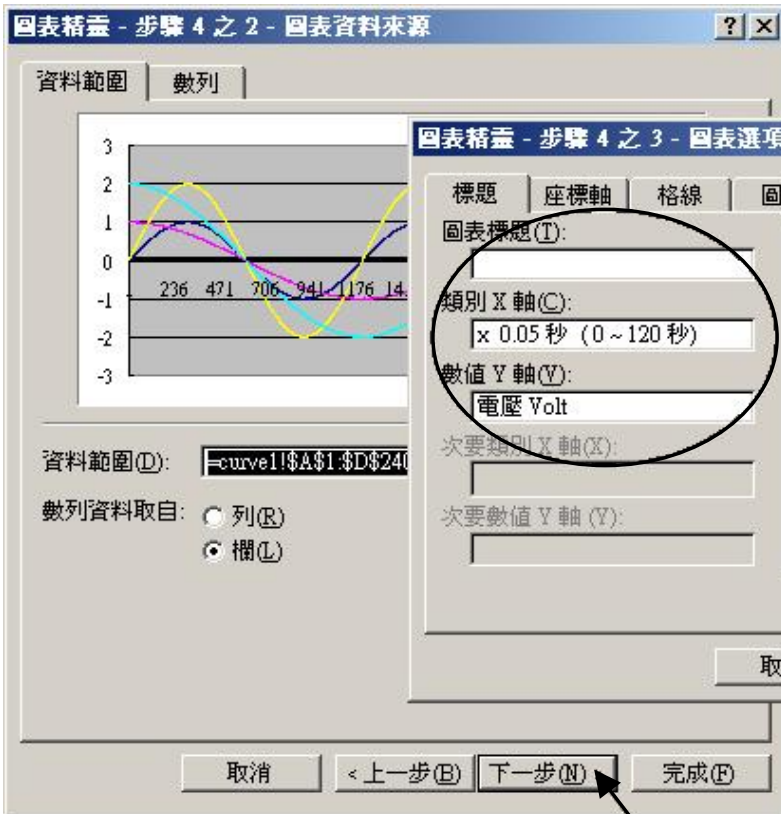 圖表精靈 - 步驟 4 之 2 - 圖表資料來源
資料範圍 數列
3
2
1
0
-1
-2
-3
236 471 706 941 1176 14
資料範圍(D): =curve1!$A$1:$D$240
數列資料取自: 列(R)
欄(L)
取消 < 上一步(B) 下一步(N) 完成(F)
圖表精靈 - 步驟 4 之 3 - 圖表選項
標題 座標軸 格線 圖
圖表標題(T):
類別 X 軸(C):
x 0.05 秒 (0 ~ 120 秒)
數值 Y 軸(V):
電壓 Volt
次要類別 X 軸(X):
次要數值 Y 軸 (Y):
取